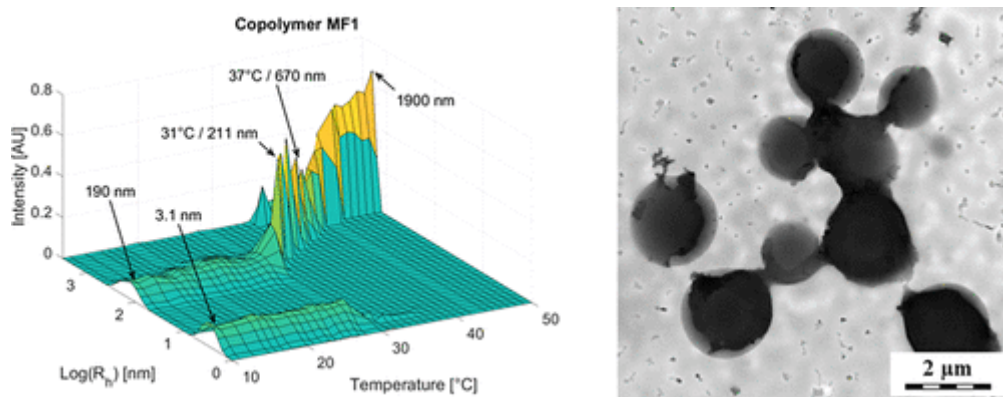 Copolymer MF1
37°C / 670 nm
1900 nm
31°C / 211 nm
190 nm
3.1 nm
Intensity [AU]
0.8
0.6
0.4
0.2
0
3
2
1
0
Log(R_h) [nm]
10
20
30
40
50
Temperature [°C]
2 µm